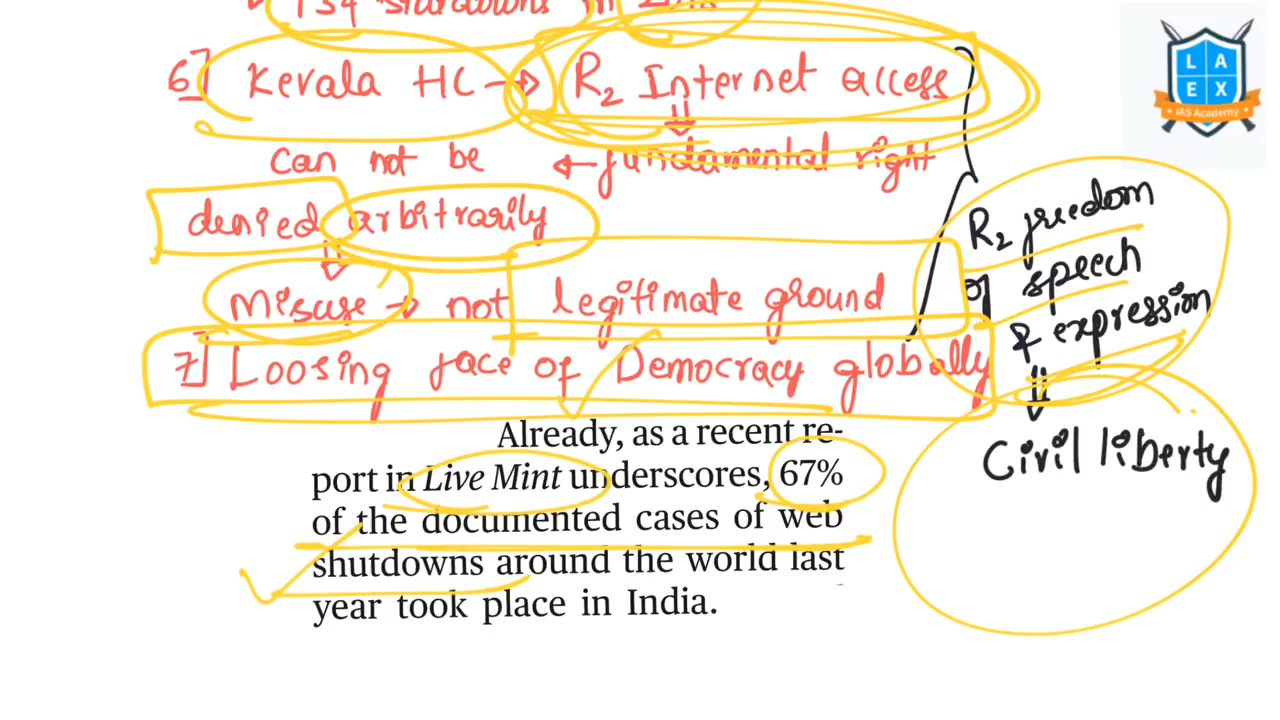 134 shutdowns in
6] Kerala HC → R2 Internet access
can not be ← fundamental right
denied arbitrarily
Misuse → not legitimate ground
7] Loosing face of Democracy globally
R2 freedom
of speech
& expression
Civil liberty
Already, as a recent re-
port in Live Mint underscores, 67%
of the documented cases of web
shutdowns around the world last
year took place in India.
L A
E X
IAS Academy